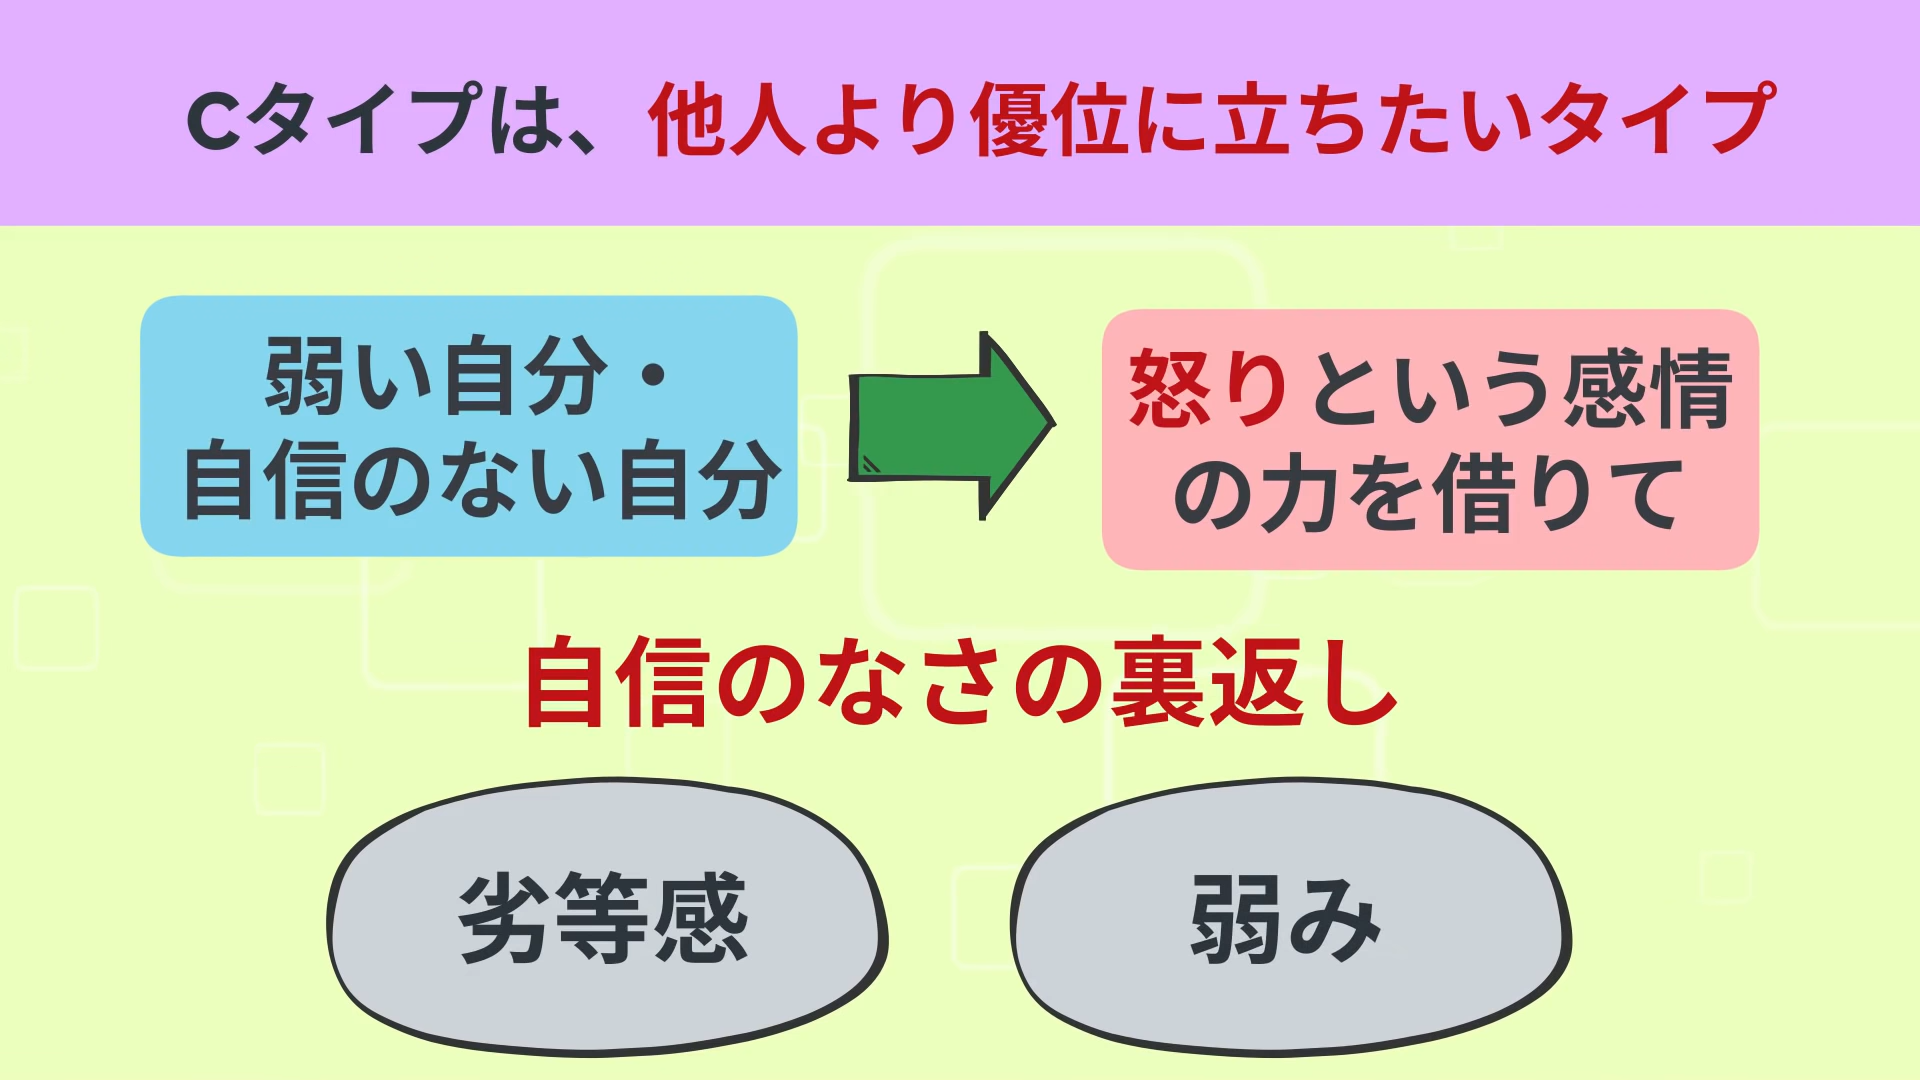 Cタイプは、他人より優位に立ちたいタイプ
弱い自分・
自信のない自分
怒りという感情
の力を借りて
自信のなさの裏返し
劣等感
弱み